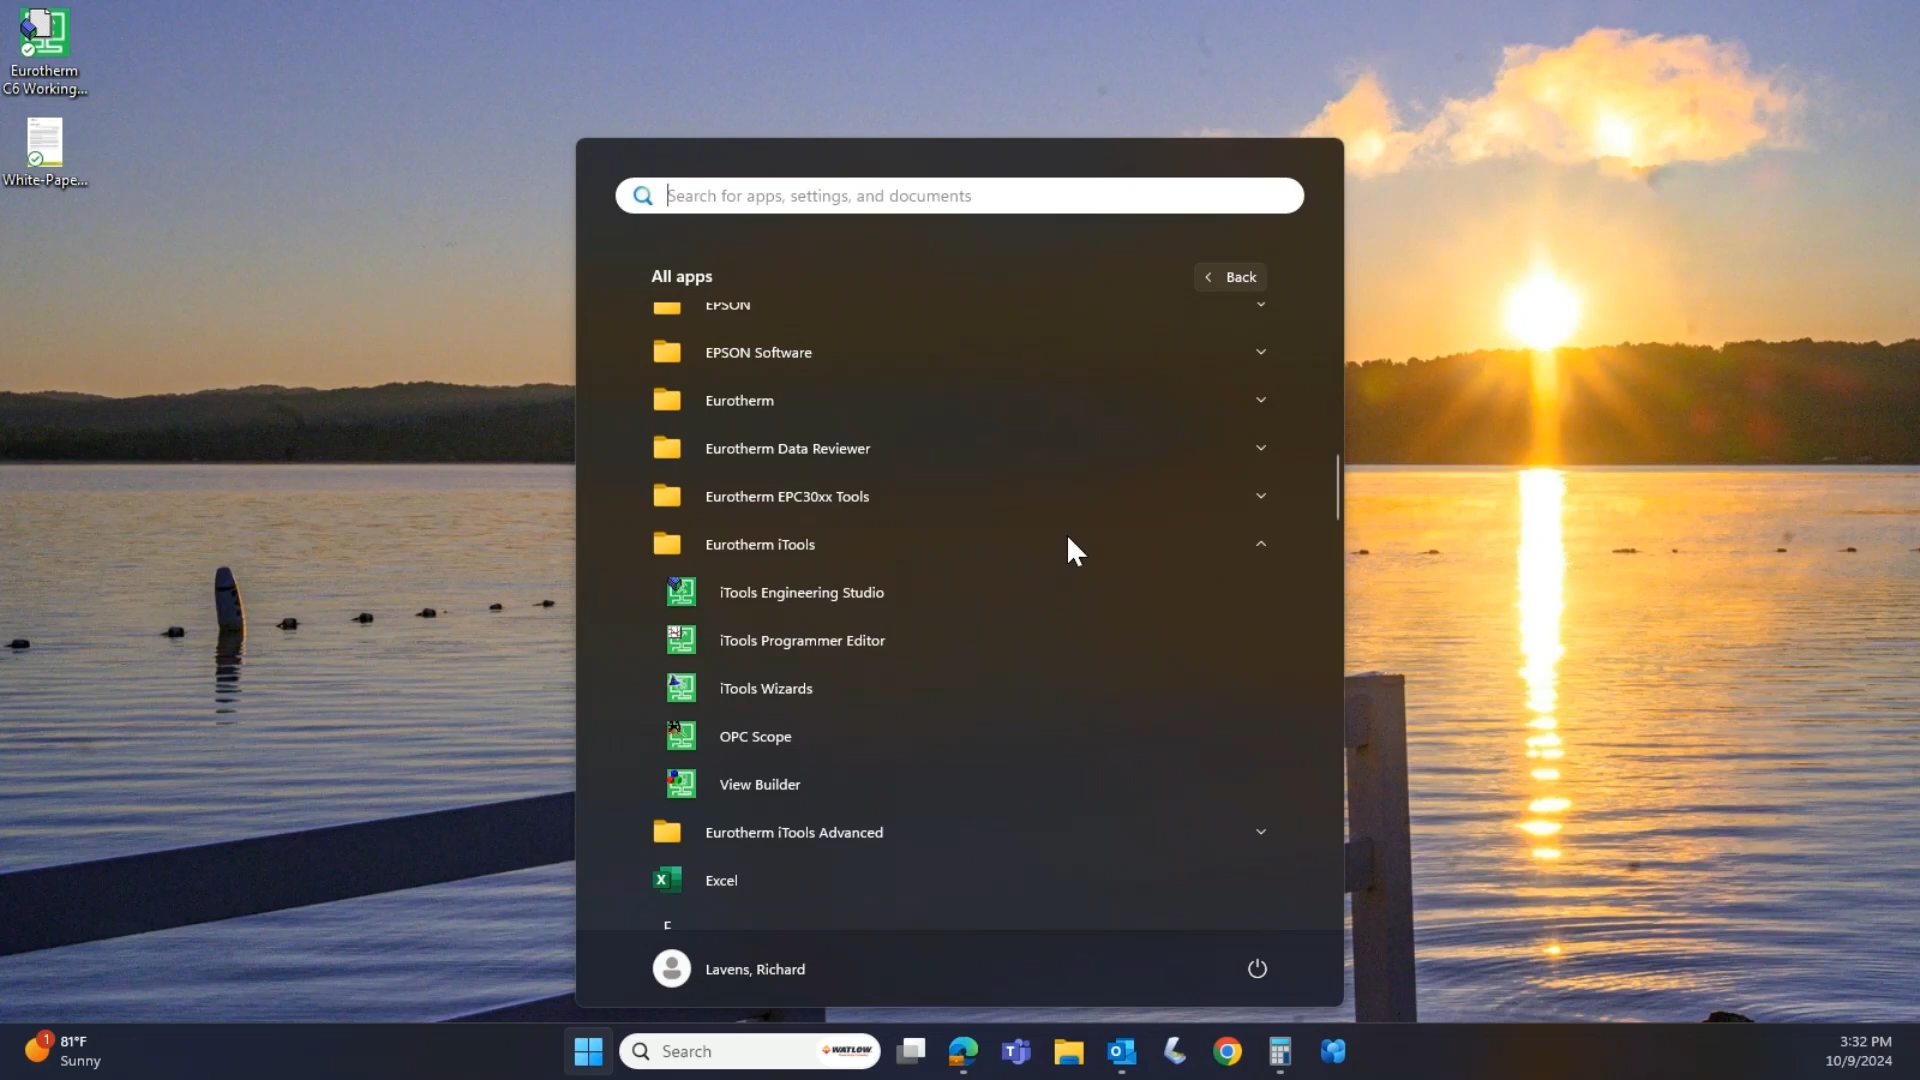 Eurotherm
C6 Working...
White-Pape...
Search for apps, settings, and documents
All apps
Back
EPSON
EPSON Software
Eurotherm
Eurotherm Data Reviewer
Eurotherm EPC30xx Tools
Eurotherm iTools
iTools Engineering Studio
iTools Programmer Editor
iTools Wizards
OPC Scope
View Builder
Eurotherm iTools Advanced
Excel
Lavens, Richard
1
81°F
Sunny
Search
WATLOW
3:32 PM
10/9/2024